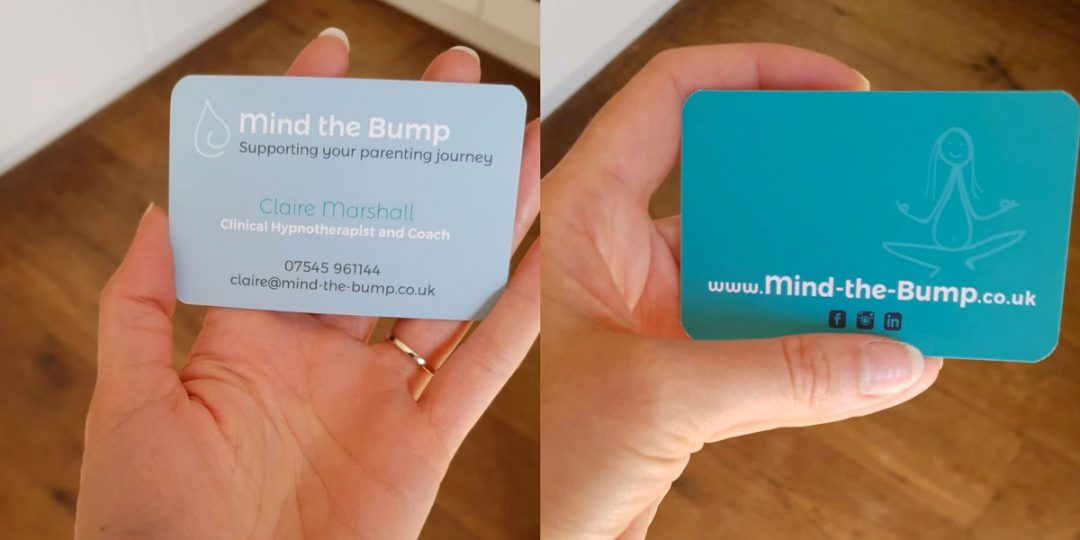 Mind the Bump
Supporting your parenting journey
Claire Marshall
Clinical Hypnotherapist and Coach
07545 961144
claire@mind-the-bump.co.uk
www.Mind-the-Bump.co.uk
f
in